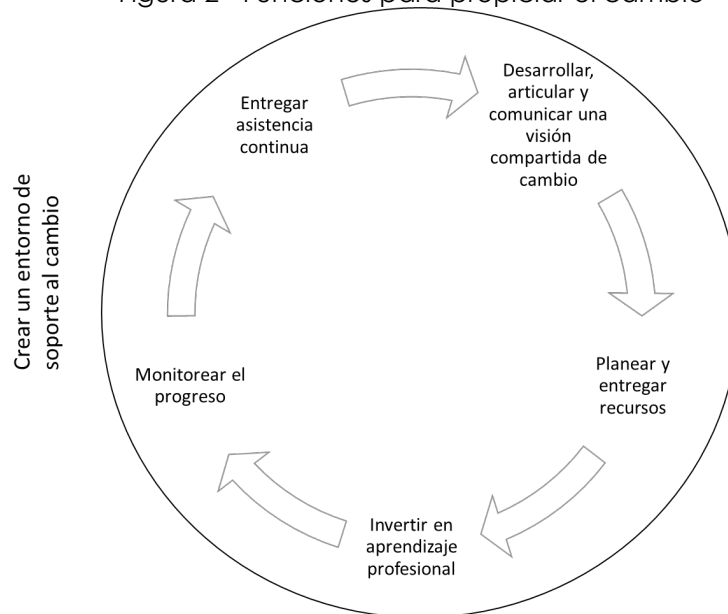 Figura 2 - Funciones para propiciar el cambio
Entregar
asistencia
continua
Desarrollar,
articular y
comunicar una
visión
compartida de
cambio
Planear y
entregar
recursos
Invertir en
aprendizaje
profesional
Monitorear el
progreso
Crear un entorno de
soporte al cambio